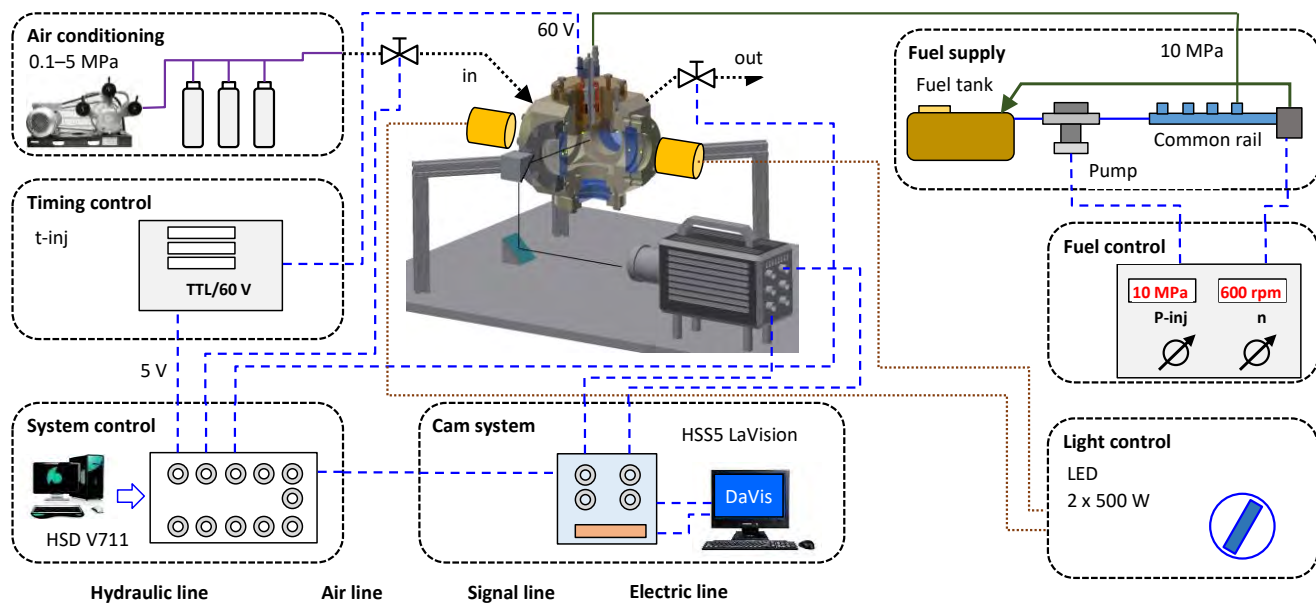 Air conditioning
0.1–5 MPa
60 V
in
out
10 MPa
Fuel supply
Fuel tank
Common rail
Pump
Timing control
t-inj
TTL/60 V
Fuel control
10 MPa
600 rpm
P-inj
n
5 V
System control
HSD V711
Cam system
HSS5 LaVision
DaVis
Light control
LED
2 x 500 W
Hydraulic line
Air line
Signal line
Electric line